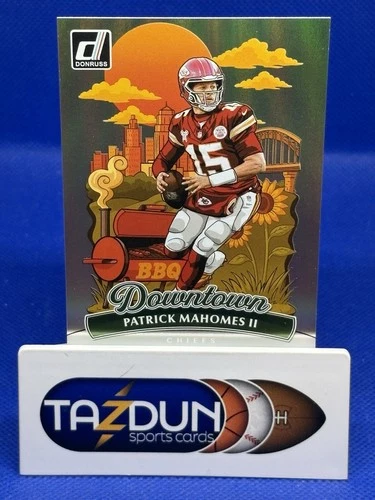 DONRUSS
15
BBQ
Downtown
PATRICK MAHOMES II
CHIEFS
TAZDUN
sports cards
H